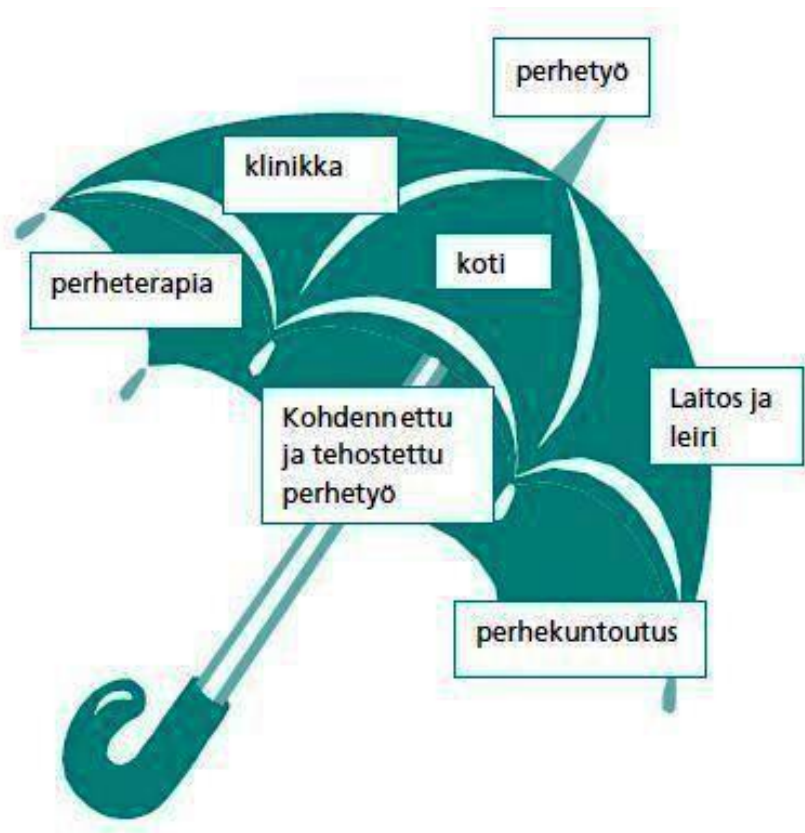 perhetyö
klinikka
koti
perheterapia
Laitos ja
leiri
Kohdennettu
ja tehostettu
perhetyö
perhekuntoutus